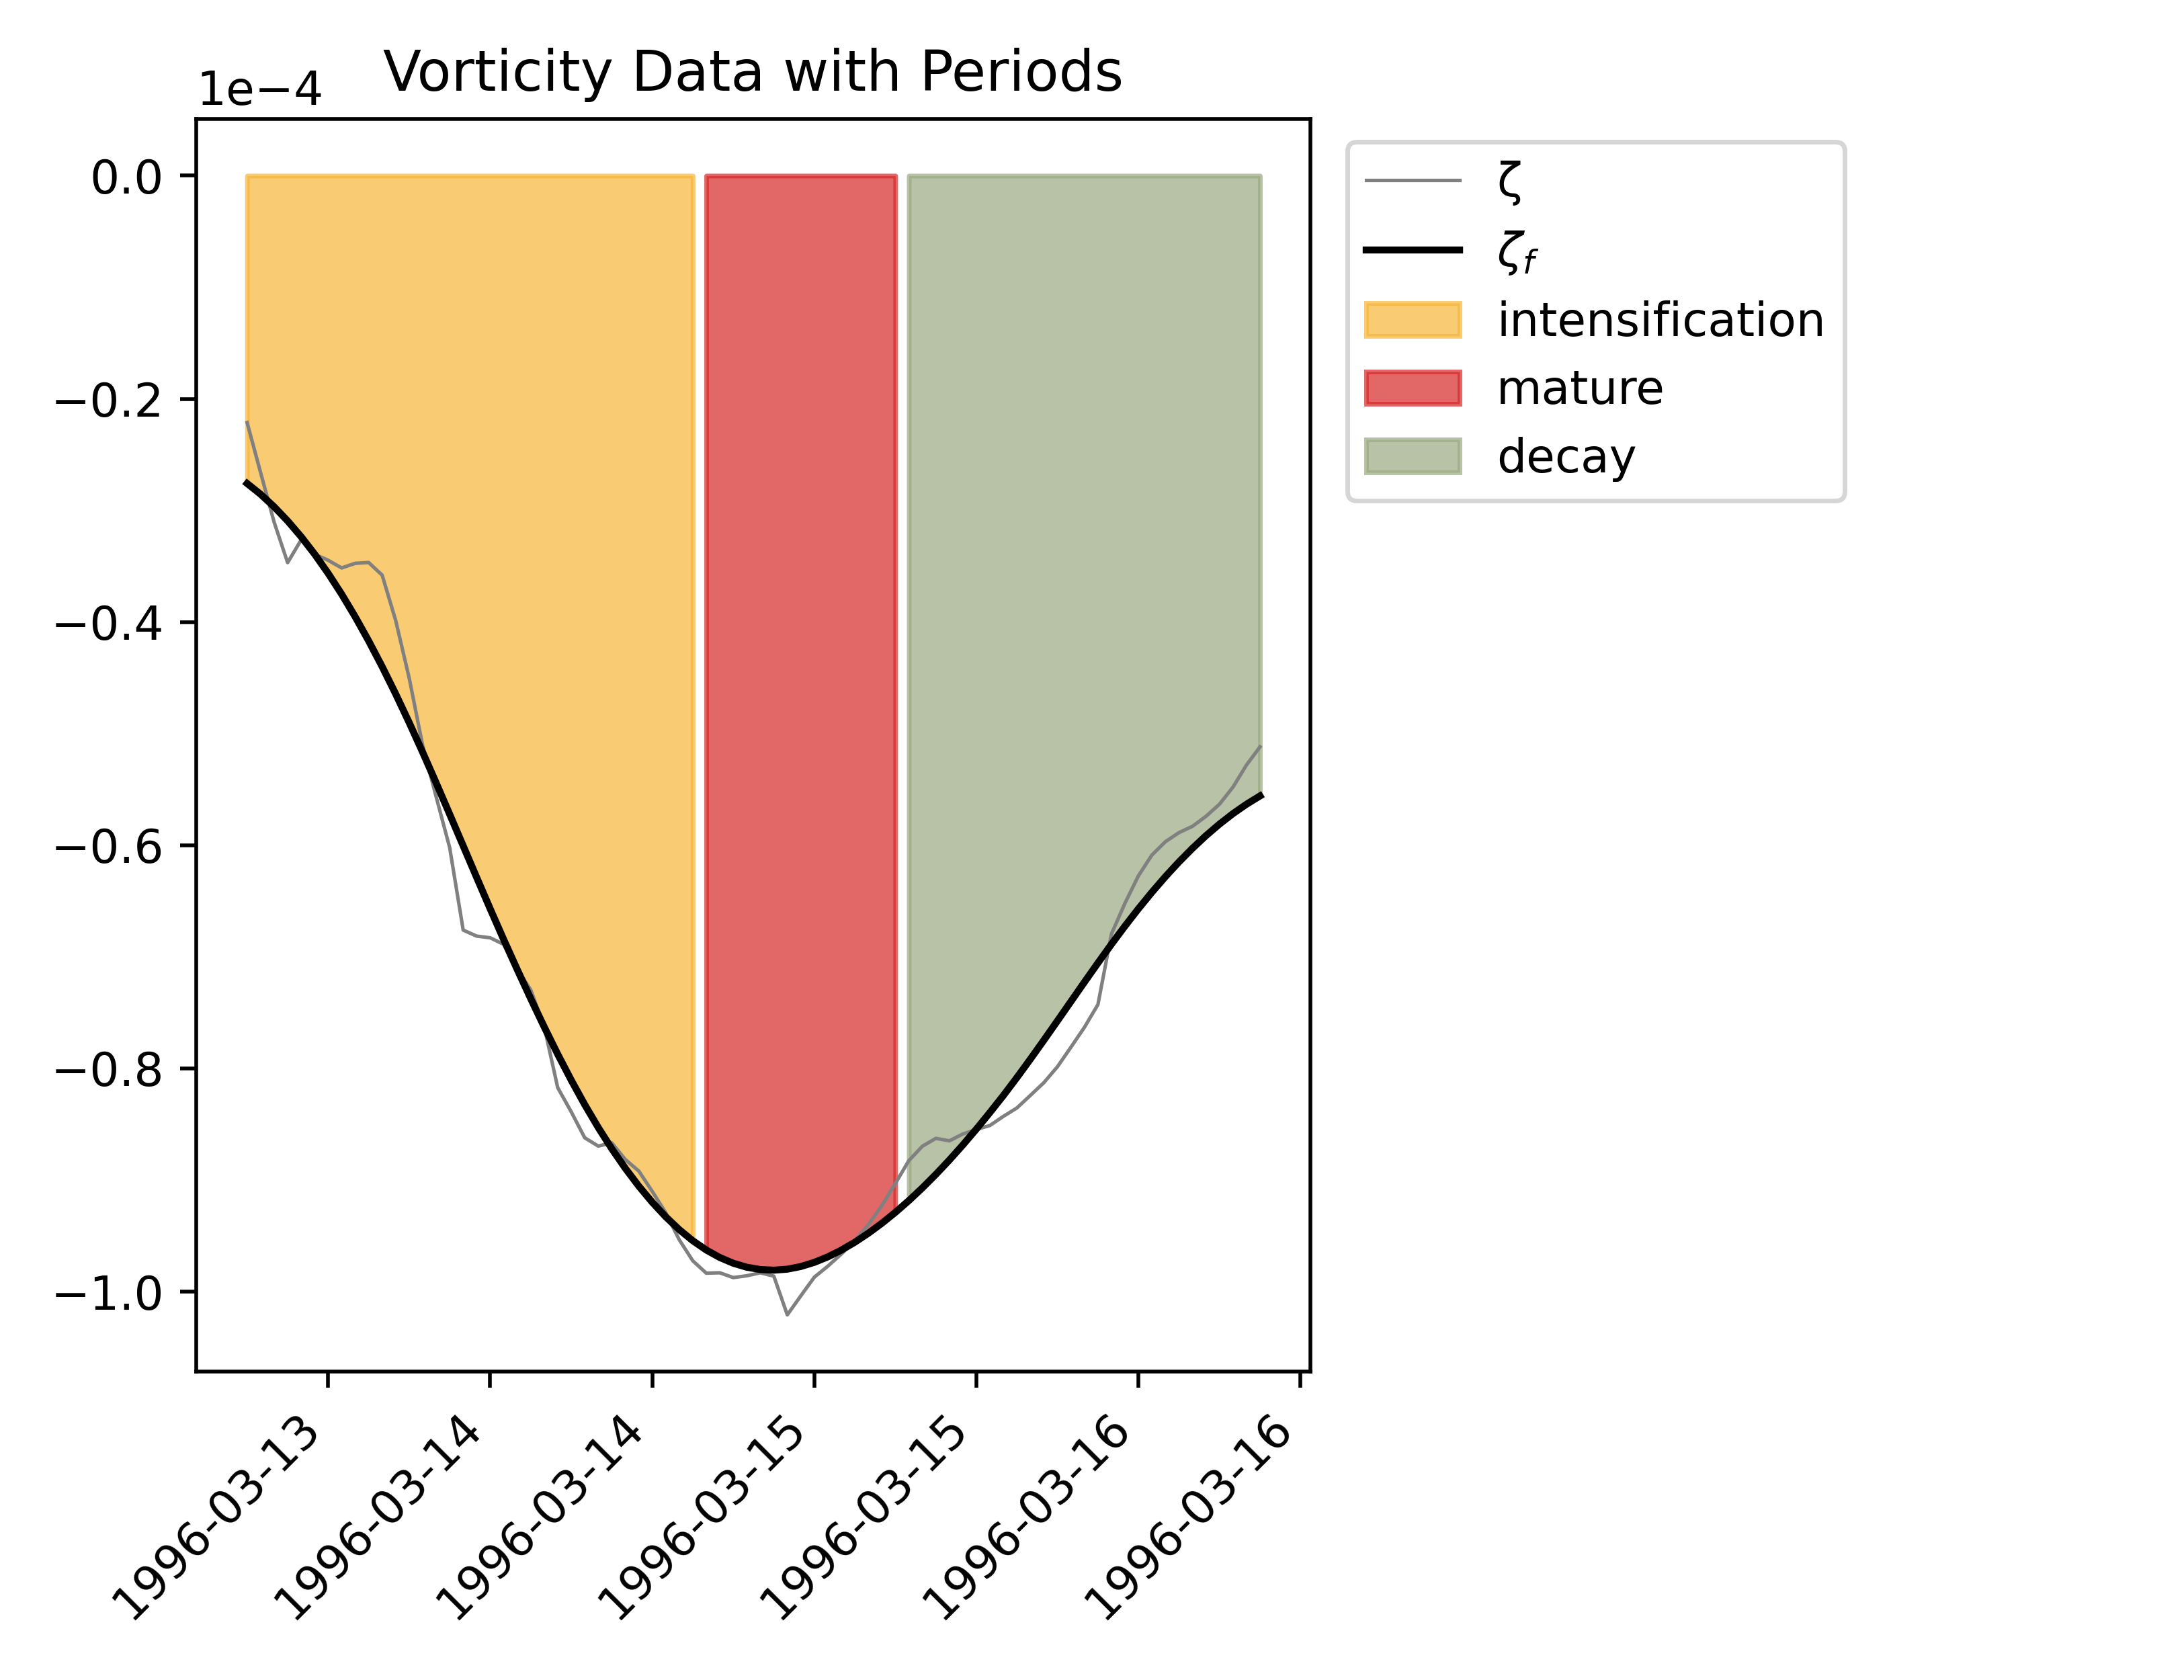 Vorticity Data with Periods
1e−4
0.0
−0.2
−0.4
−0.6
−0.8
−1.0
1996-03-13
1996-03-14
1996-03-14
1996-03-15
1996-03-15
1996-03-16
1996-03-16
ζ
ζf
intensification
mature
decay